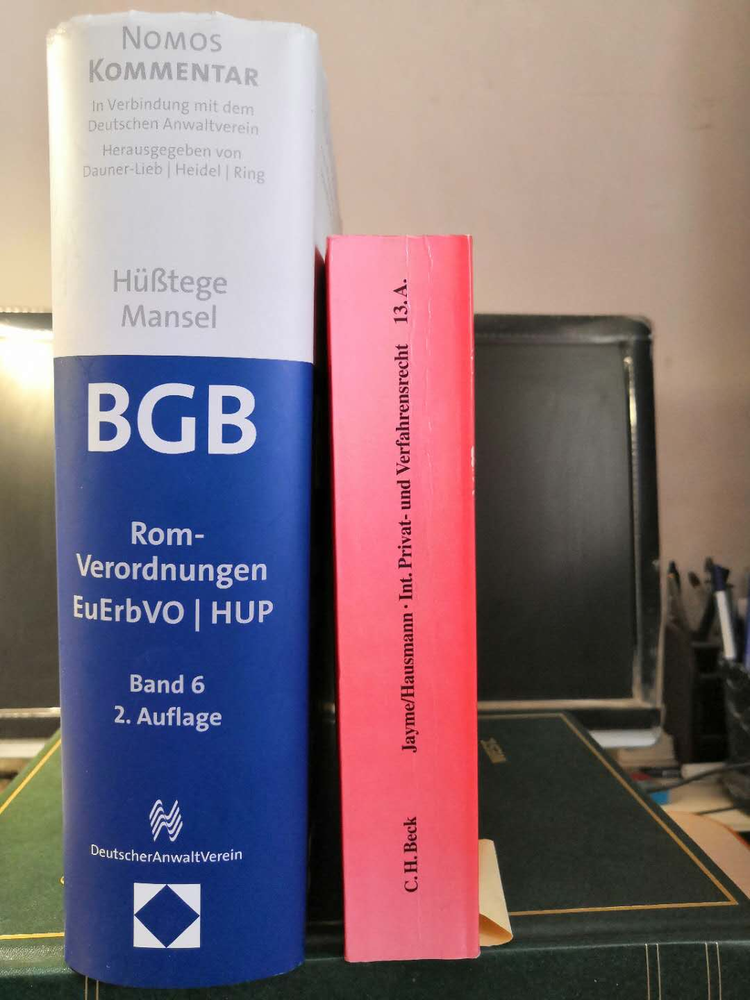 NOMOS
KOMMENTAR
In Verbindung mit dem
Deutschen Anwaltverein
Herausgegeben von
Dauner-Lieb | Heidel | Ring
Hüßtege
Mansel
BGB
Rom-
Verordnungen
EuErbVO | HUP
Band 6
2. Auflage
DeutscherAnwaltVerein
C. H. Beck Jayme/Hausmann · Int. Privat- und Verfahrensrecht 13. A.